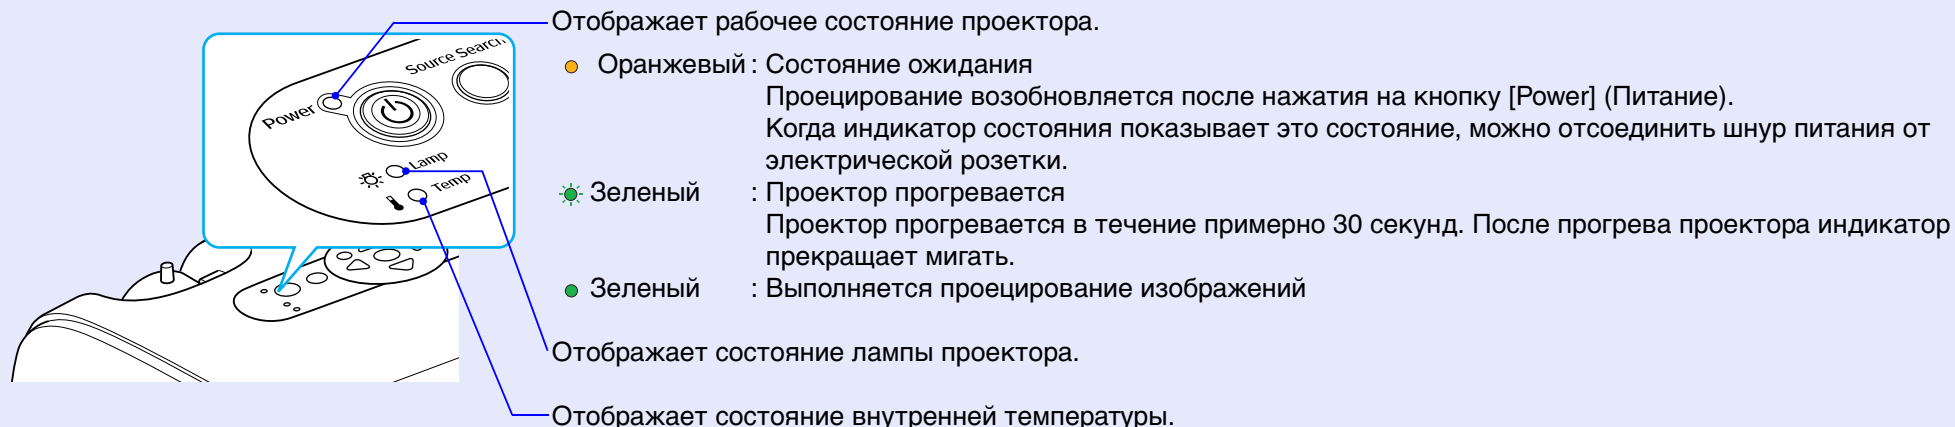 Отображает рабочее состояние проектора.
Оранжевый : Состояние ожидания
Проецирование возобновляется после нажатия на кнопку [Power] (Питание).
Когда индикатор состояния показывает это состояние, можно отсоединить шнур питания от
электрической розетки.
Зеленый : Проектор прогревается
Проектор прогревается в течение примерно 30 секунд. После прогрева проектора индикатор
прекращает мигать.
Зеленый : Выполняется проецирование изображений
Отображает состояние лампы проектора.
Отображает состояние внутренней температуры.
Source Search
Power
Lamp
Temp